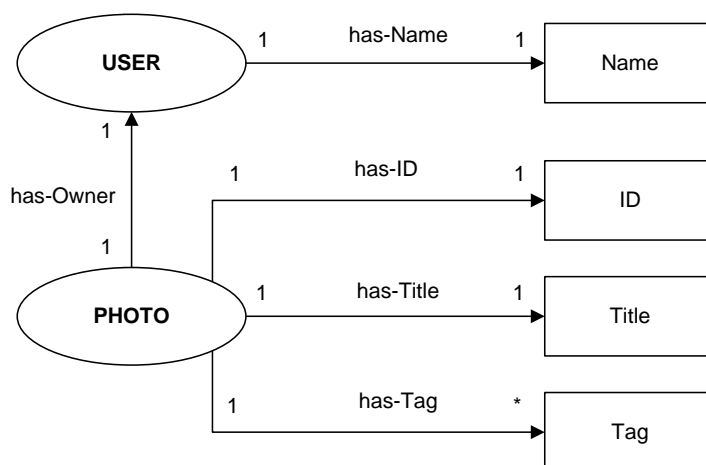 1 has-Name 1
USER Name
1
1 has-ID 1
has-Owner ID
1
1 has-Title 1
PHOTO Title
1 has-Tag *
Tag